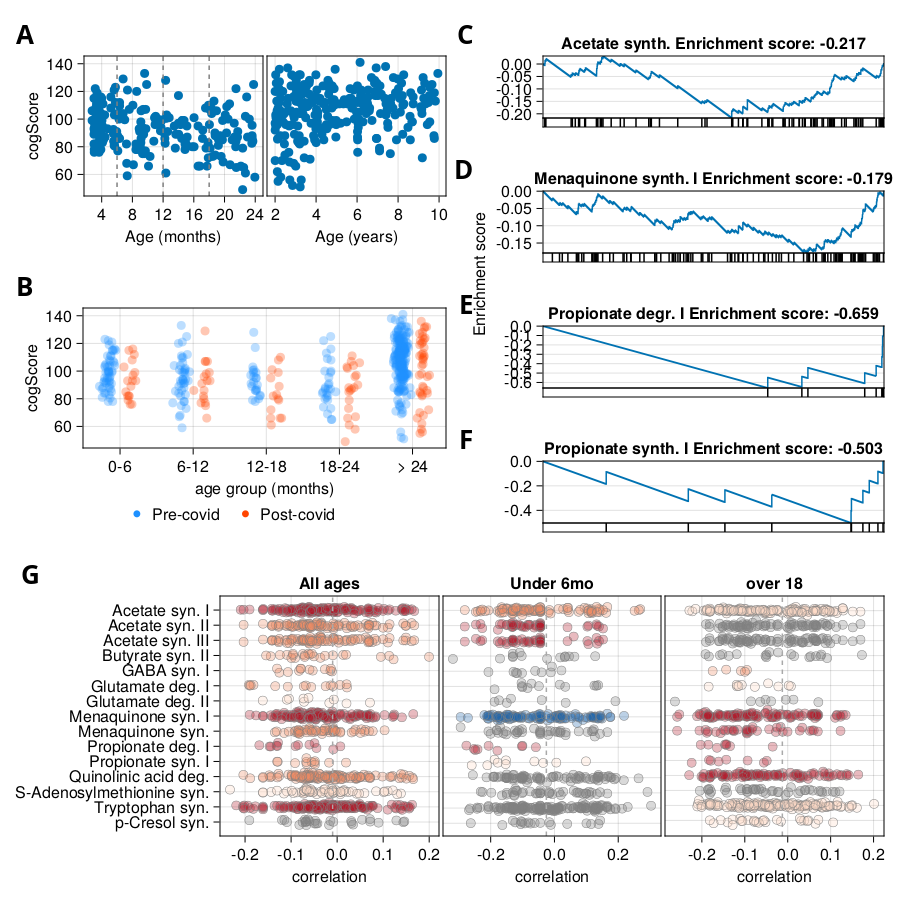 A
140
120
100
80
60
cogScore
4 8 12 16 20 24
Age (months)
2 4 6 8 10
Age (years)
B
140
120
100
80
60
cogScore
0-6 6-12 12-18 18-24 > 24
age group (months)
Pre-covid Post-covid
C
Acetate synth. Enrichment score: -0.217
0.00
-0.05
-0.10
-0.15
-0.20
D
Menaquinone synth. I Enrichment score: -0.179
0.00
-0.05
-0.10
-0.15
Enrichment score
E
Propionate degr. I Enrichment score: -0.659
0.0
-0.1
-0.2
-0.3
-0.4
-0.5
-0.6
F
Propionate synth. I Enrichment score: -0.503
0.0
-0.2
-0.4
G
All ages Under 6mo over 18
Acetate syn. I
Acetate syn. II
Acetate syn. III
Butyrate syn. II
GABA syn. I
Glutamate deg. I
Glutamate deg. II
Menaquinone syn. I
Menaquinone syn.
Propionate deg. I
Propionate syn. I
Quinolinic acid deg.
S-Adenosylmethionine syn.
Tryptophan syn.
p-Cresol syn.
-0.2 -0.1 0.0 0.1 0.2
correlation
-0.2 0.0 0.2
correlation
-0.2 -0.1 0.0 0.1 0.2
correlation